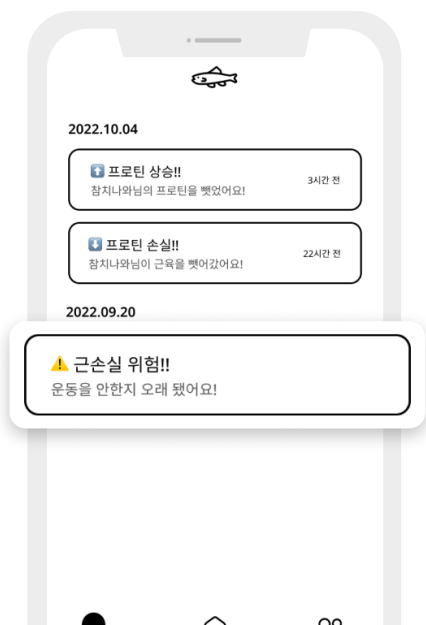 2022.10.04
프로틴 상승!!
참치나와님의 프로틴을 뺏었어요!
3시간 전
프로틴 손실!!
참치나와님이 근육을 뺏어갔어요!
22시간 전
2022.09.20
근손실 위험!!
운동을 안한지 오래 됐어요!